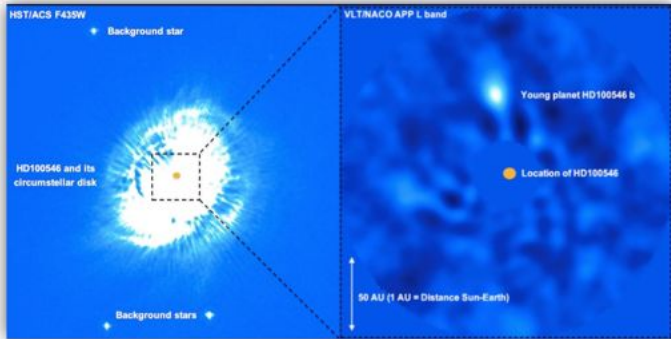 HST/ACS F435W
Background star
HD100546 and its
circumstellar disk
Background stars
VLT/NACO APP L band
Young planet HD100546 b
Location of HD100546
50 AU (1 AU = Distance Sun-Earth)